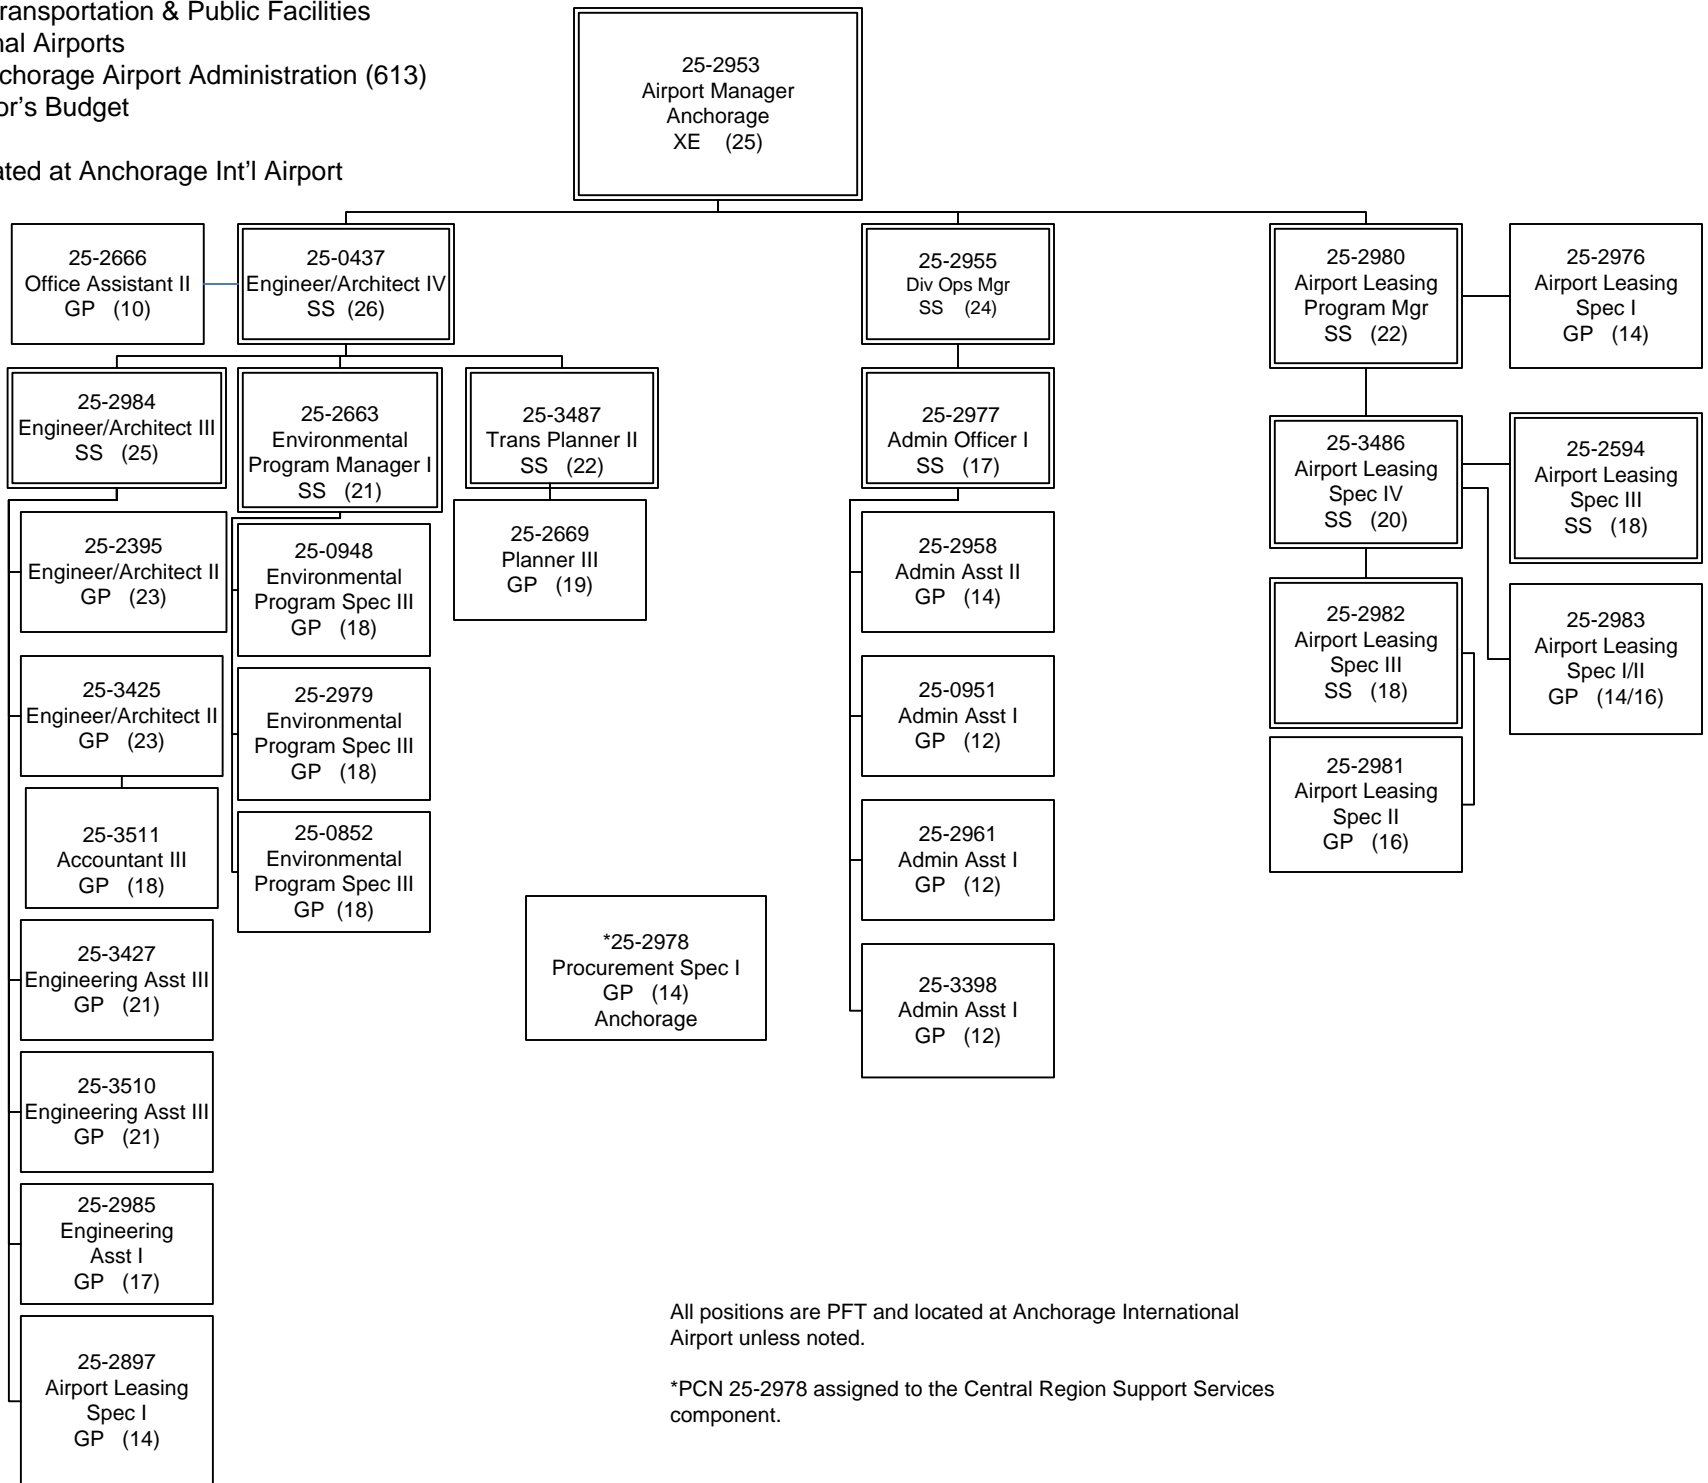 ransportation & Public Facilities
nal Airports
chorage Airport Administration (613)
or's Budget
ated at Anchorage Int'l Airport
25-2953
Airport Manager
Anchorage
XE (25)
25-2666
Office Assistant II
GP (10)
25-0437
Engineer/Architect IV
SS (26)
25-2955
Div Ops Mgr
SS (24)
25-2980
Airport Leasing
Program Mgr
SS (22)
25-2976
Airport Leasing
Spec I
GP (14)
25-2984
Engineer/Architect III
SS (25)
25-2663
Environmental
Program Manager I
SS (21)
25-3487
Trans Planner II
SS (22)
25-2977
Admin Officer I
SS (17)
25-3486
Airport Leasing
Spec IV
SS (20)
25-2594
Airport Leasing
Spec III
SS (18)
25-2395
Engineer/Architect II
GP (23)
25-0948
Environmental
Program Spec III
GP (18)
25-2669
Planner III
GP (19)
25-2958
Admin Asst II
GP (14)
25-2982
Airport Leasing
Spec III
SS (18)
25-2983
Airport Leasing
Spec I/II
GP (14/16)
25-3425
Engineer/Architect II
GP (23)
25-2979
Environmental
Program Spec III
GP (18)
25-0951
Admin Asst I
GP (12)
25-2981
Airport Leasing
Spec II
GP (16)
25-3511
Accountant III
GP (18)
25-0852
Environmental
Program Spec III
GP (18)
25-2961
Admin Asst I
GP (12)
*25-2978
Procurement Spec I
GP (14)
Anchorage
25-3427
Engineering Asst III
GP (21)
25-3398
Admin Asst I
GP (12)
25-3510
Engineering Asst III
GP (21)
25-2985
Engineering
Asst I
GP (17)
25-2897
Airport Leasing
Spec I
GP (14)
All positions are PFT and located at Anchorage International
Airport unless noted.
*PCN 25-2978 assigned to the Central Region Support Services
component.